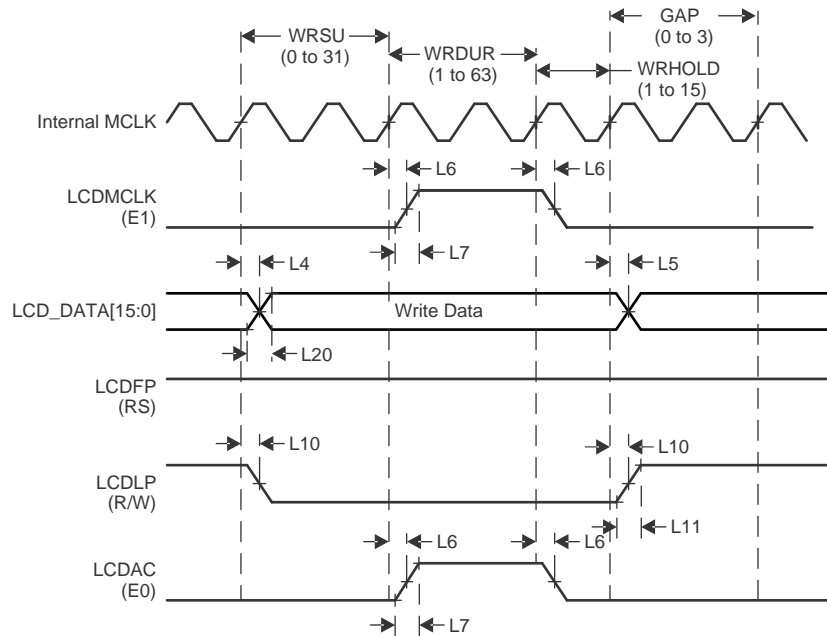 GAP
(0 to 3)
WRSU
(0 to 31)
WRDUR
(1 to 63)
WRHOLD
(1 to 15)
Internal MCLK
L6
L6
LCDMCLK
(E1)
L7
L4
L5
LCD_DATA[15:0]
Write Data
L20
LCDFP
(RS)
L10
L10
LCDLP
(R/W)
L11
L6
L6
LCDAC
(E0)
L7